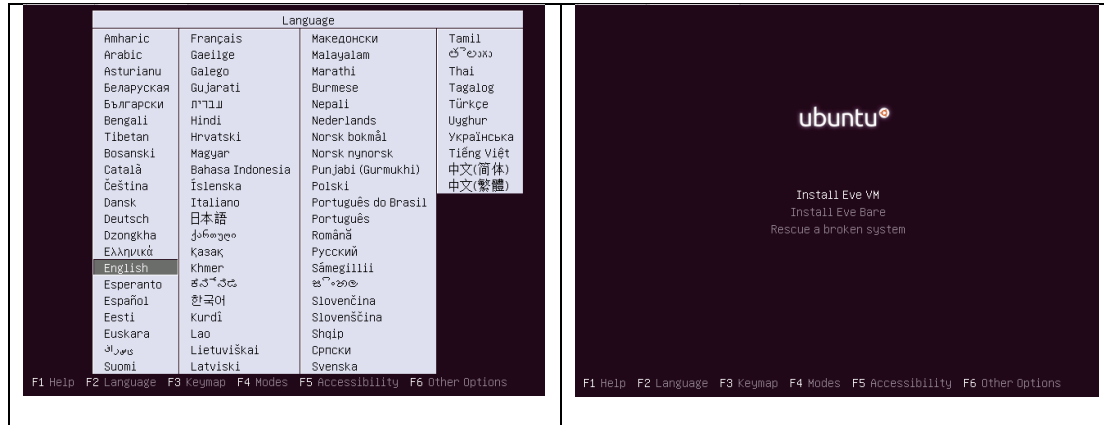 Language
Amharic
Arabic
Asturianu
Беларуская
Български
Bengali
Tibetan
Bosanski
Català
Čeština
Dansk
Deutsch
Dzongkha
Ελληνικά
English
Esperanto
Español
Eesti
Euskara
Suomi
Français
Gaeilge
Galego
Gujarati
עברית
Hindi
Hrvatski
Magyar
Bahasa Indonesia
Íslenska
Italiano
日本語
ქართული
Қазақ
Khmer
한국어
Kurdî
Lao
Lietuviškai
Latviski
Македонски
Malayalam
Marathi
Burmese
Nepali
Nederlands
Norsk bokmål
Norsk nynorsk
Punjabi (Gurmukhi)
Polski
Português do Brasil
Português
Română
Русский
Sámegillii
Slovenčina
Slovenščina
Shqip
Српски
Svenska
Tamil
Thai
Tagalog
Türkçe
Uyghur
Українська
Tiếng Việt
中文(简体)
中文(繁體)
F1 Help F2 Language F3 Keymap F4 Modes F5 Accessibility F6 Other Options
ubuntu
Install Eve VM
Install Eve Bare
Rescue a broken system
F1 Help F2 Language F3 Keymap F4 Modes F5 Accessibility F6 Other Options